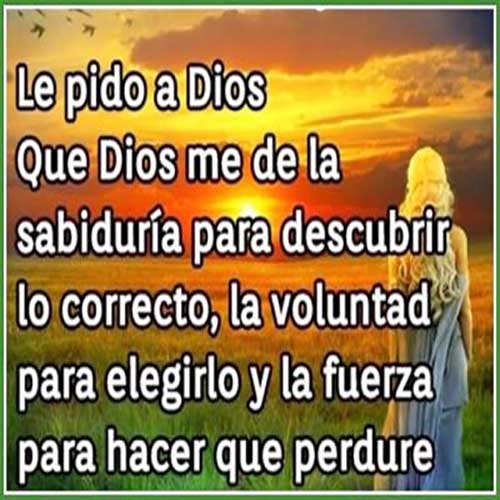 Le pido a Dios
Que Dios me de la
sabiduría para descubrir
lo correcto, la voluntad
para elegirlo y la fuerza
para hacer que perdure